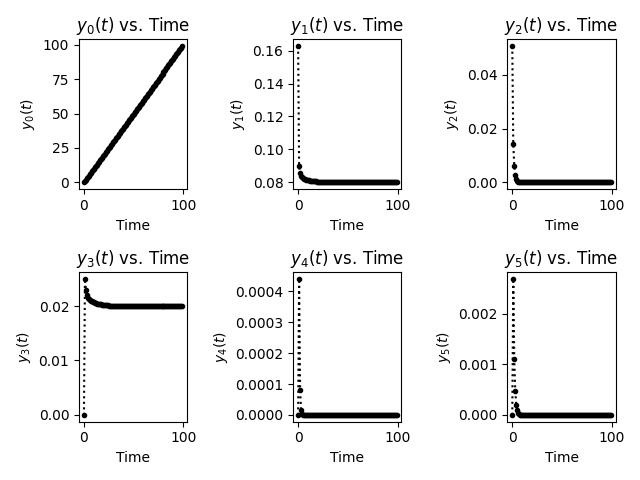 y₀(t) vs. Time
y₁(t) vs. Time
y₂(t) vs. Time
100
75
50
25
0
y₀(t)
0 100
Time
0.16
0.14
0.12
0.10
0.08
y₁(t)
0 100
Time
0.04
0.02
0.00
y₂(t)
0 100
Time
y₃(t) vs. Time
y₄(t) vs. Time
y₅(t) vs. Time
0.02
0.01
0.00
y₃(t)
0 100
Time
0.0004
0.0003
0.0002
0.0001
0.0000
y₄(t)
0 100
Time
0.002
0.001
0.000
y₅(t)
0 100
Time